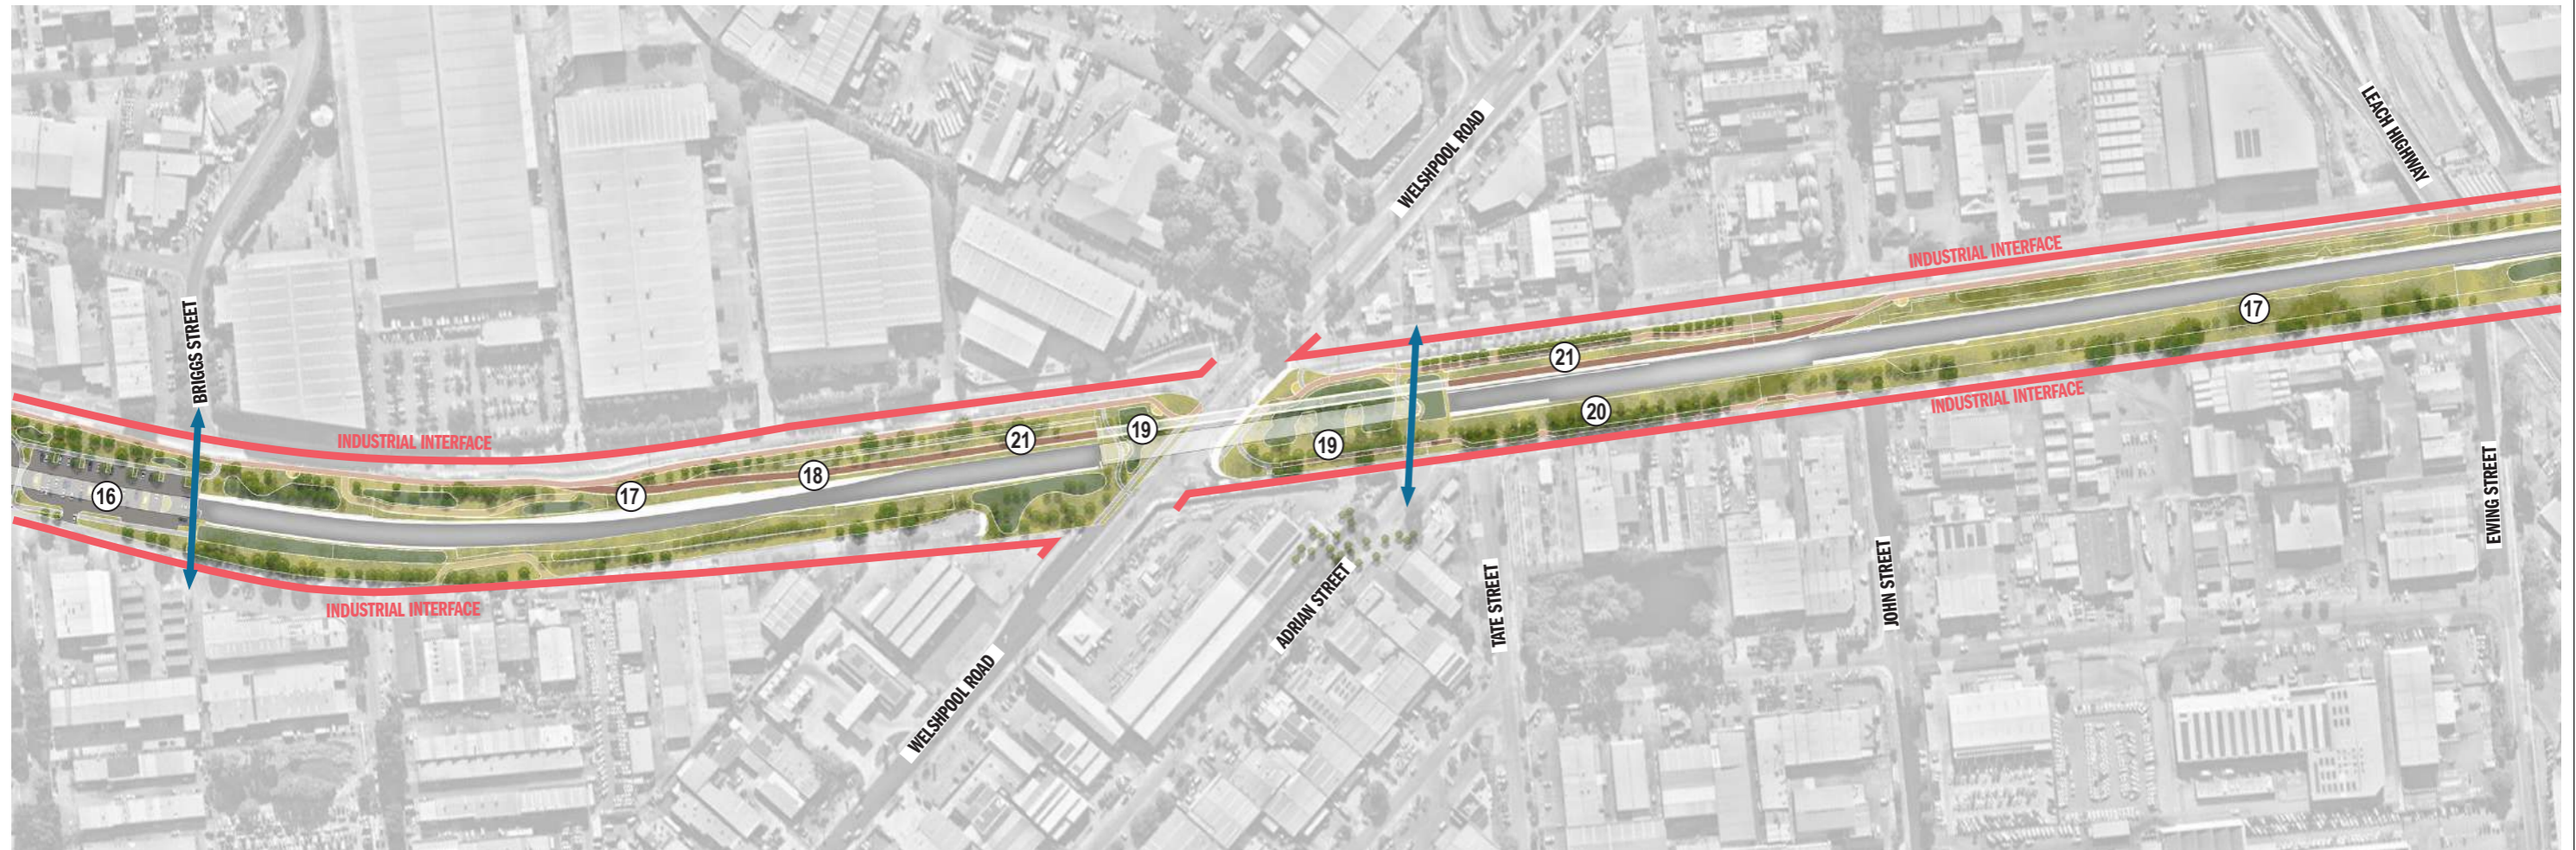 WELSHPOOL ROAD
LEACH HIGHWAY
INDUSTRIAL INTERFACE
BRIGGS STREET
17
21
INDUSTRIAL INTERFACE
20
19
19
21
INDUSTRIAL INTERFACE
18
17
16
EWING STREET
JOHN STREET
TATE STREET
ADRIAN STREET
INDUSTRIAL INTERFACE
WELSHPOOL ROAD